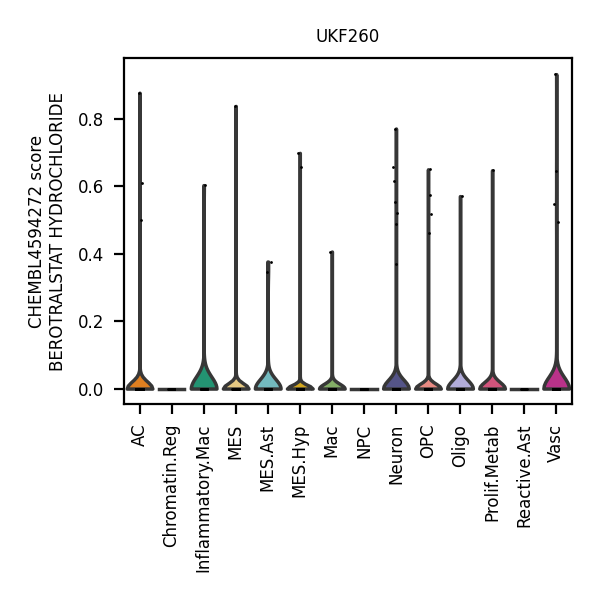 UKF260
CHEMBL4594272 score
BEROTRALSTAT HYDROCHLORIDE
0.8
0.6
0.4
0.2
0.0
AC
Chromatin.Reg
Inflammatory.Mac
MES
MES.Ast
MES.Hyp
Mac
NPC
Neuron
OPC
Oligo
Prolif.Metab
Reactive.Ast
Vasc